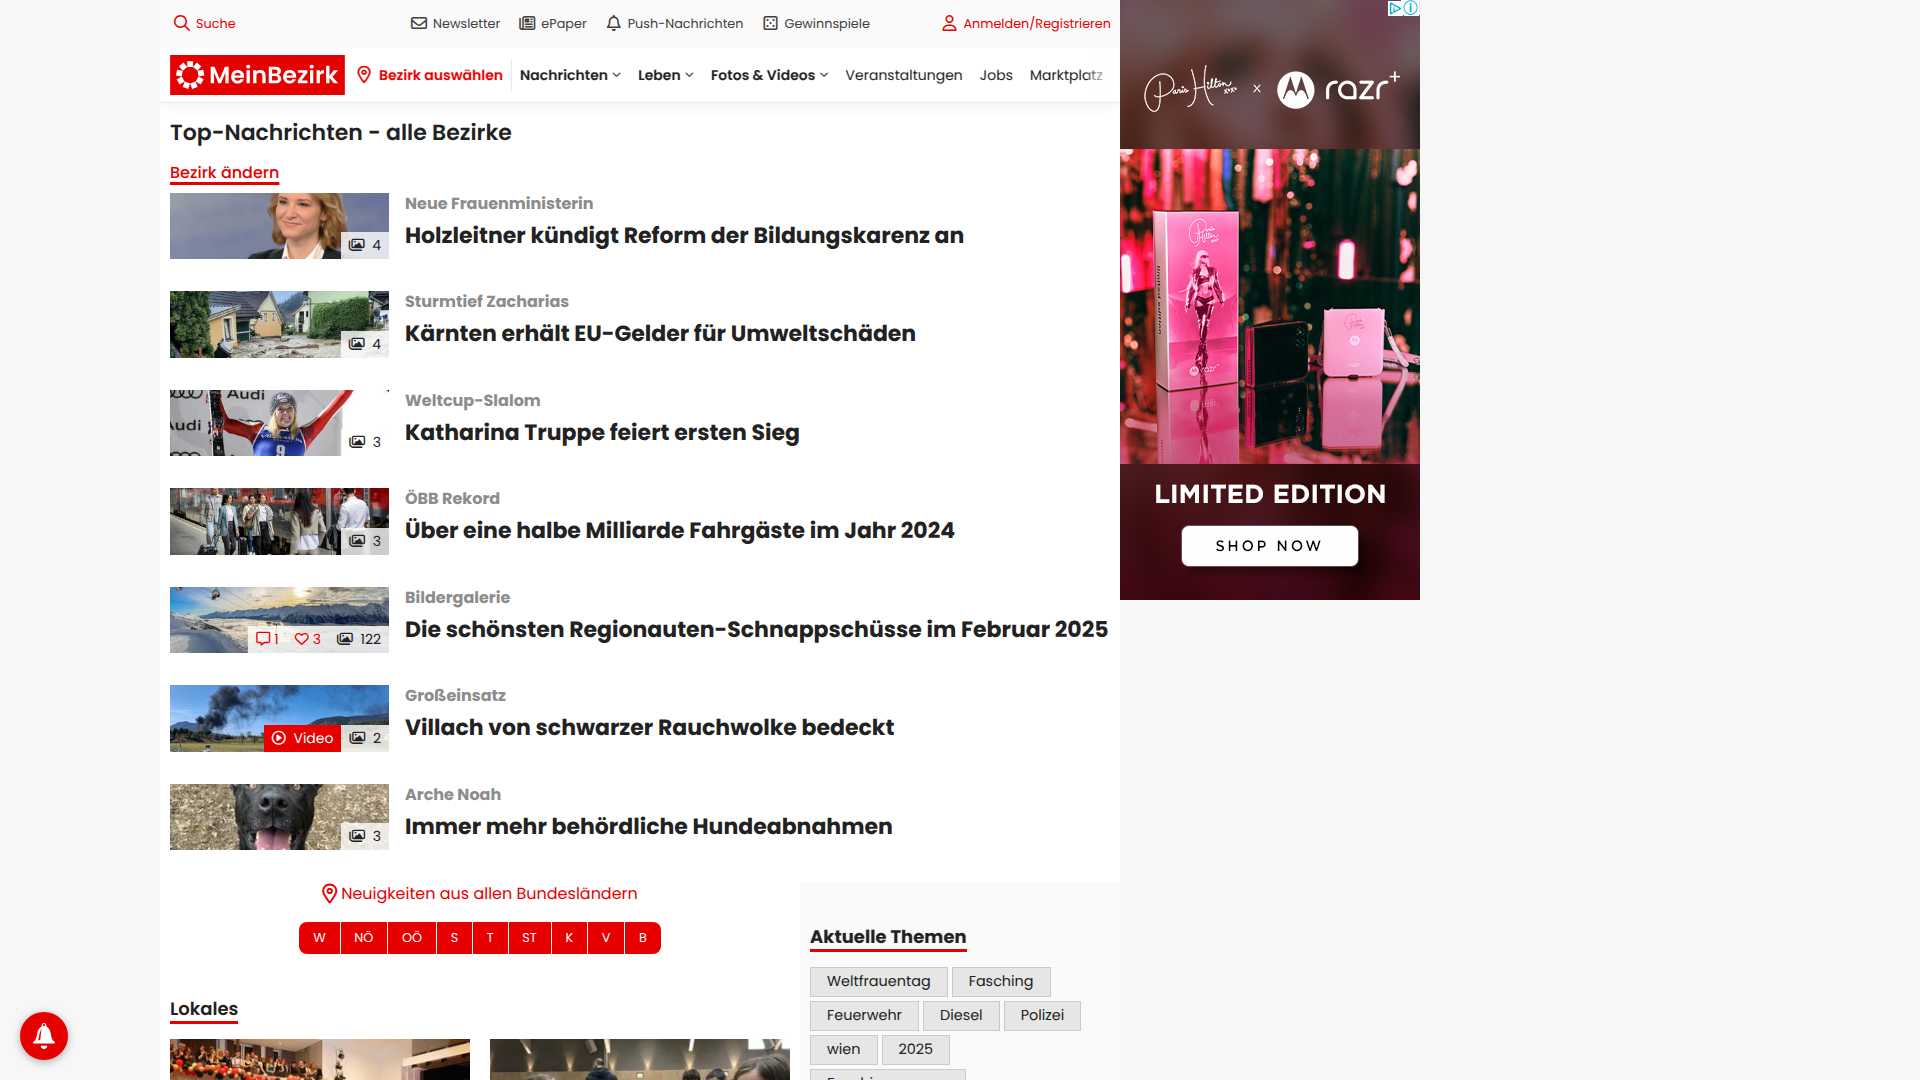 Suche
Newsletter
ePaper
Push-Nachrichten
Gewinnspiele
Anmelden/Registrieren
MeinBezirk
Bezirk auswählen
Nachrichten
Leben
Fotos & Videos
Veranstaltungen
Jobs
Marktplatz
Paris Hilton x razr+
Top-Nachrichten - alle Bezirke
Bezirk ändern
4
Neue Frauenministerin
Holzleitner kündigt Reform der Bildungskarenz an
4
Sturmtief Zacharias
Kärnten erhält EU-Gelder für Umweltschäden
Audi
Audi
9
3
Weltcup-Slalom
Katharina Truppe feiert ersten Sieg
3
ÖBB Rekord
Über eine halbe Milliarde Fahrgäste im Jahr 2024
1
3
122
Bildergalerie
Die schönsten Regionauten-Schnappschüsse im Februar 2025
Video
2
Großeinsatz
Villach von schwarzer Rauchwolke bedeckt
3
Arche Noah
Immer mehr behördliche Hundeabnahmen
razr+
LIMITED EDITION
SHOP NOW
Neuigkeiten aus allen Bundesländern
W
NÖ
OÖ
S
T
ST
K
V
B
Lokales
Aktuelle Themen
Weltfrauentag
Fasching
Feuerwehr
Diesel
Polizei
wien
2025